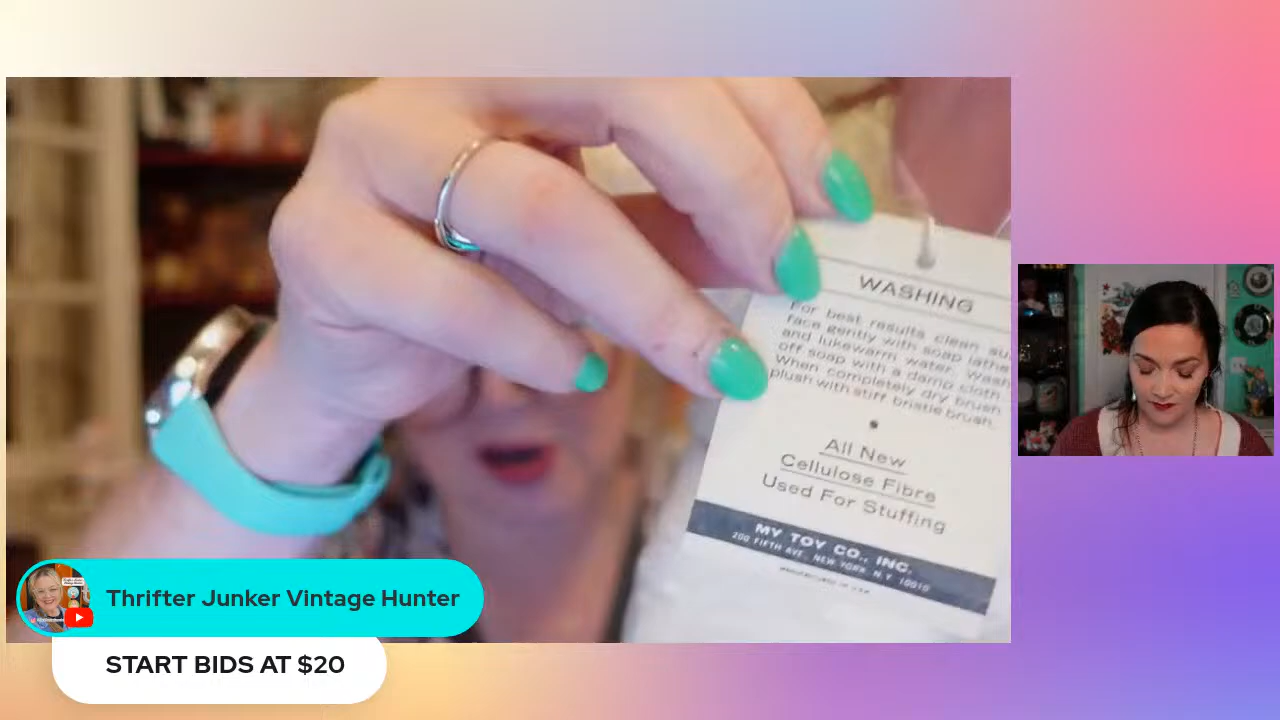 WASHING
For best results clean
face gently with soap
and lukewarm water. Wash
off soap with a damp cloth
When completely dry brush
plush with stiff bristle brush.
All New
Cellulose Fibre
Used For Stuffing
MY TOY CO., INC.
200 FIFTH AVE. NEW YORK, N.Y. 10010
Thrifter Junker Vintage Hunter
START BIDS AT $20